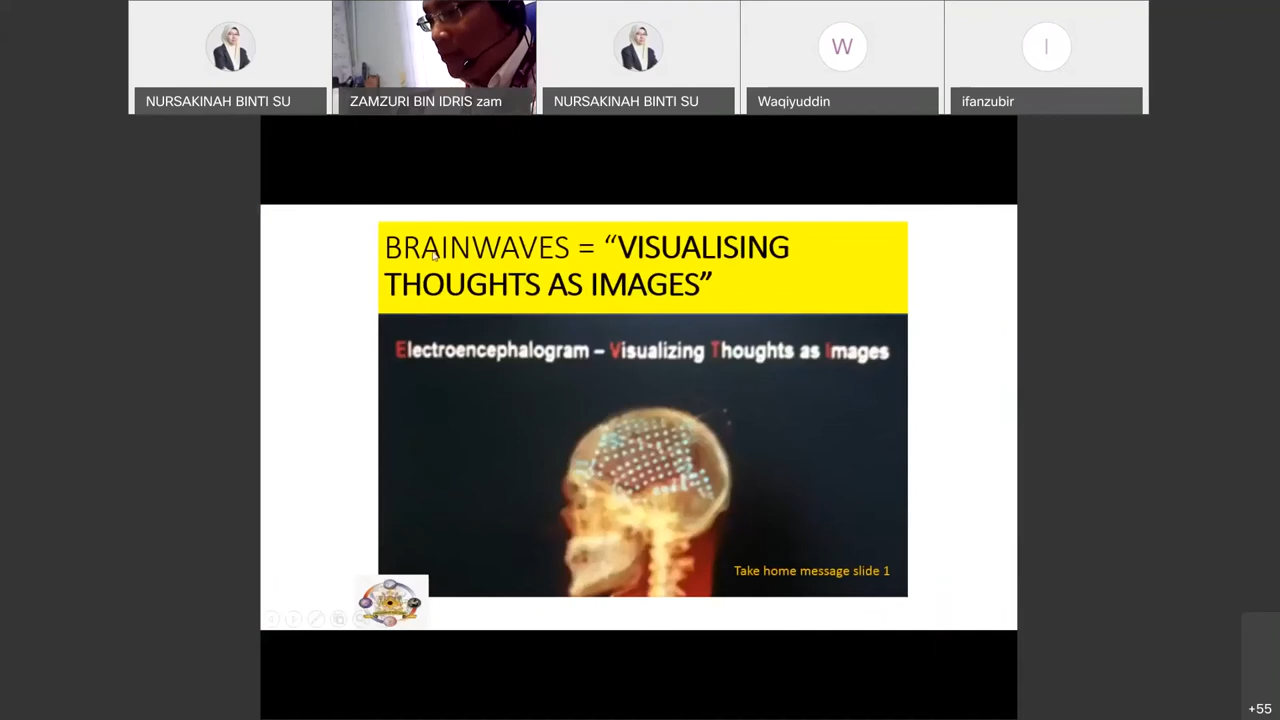 NURSAKINAH BINTI SU
ZAMZURI BIN IDRIS zam
NURSAKINAH BINTI SU
W
Waqiyuddin
I
ifanzubir
BRAINWAVES = “VISUALISING
THOUGHTS AS IMAGES”
Electroencephalogram – Visualizing Thoughts as Images
Take home message slide 1
+55